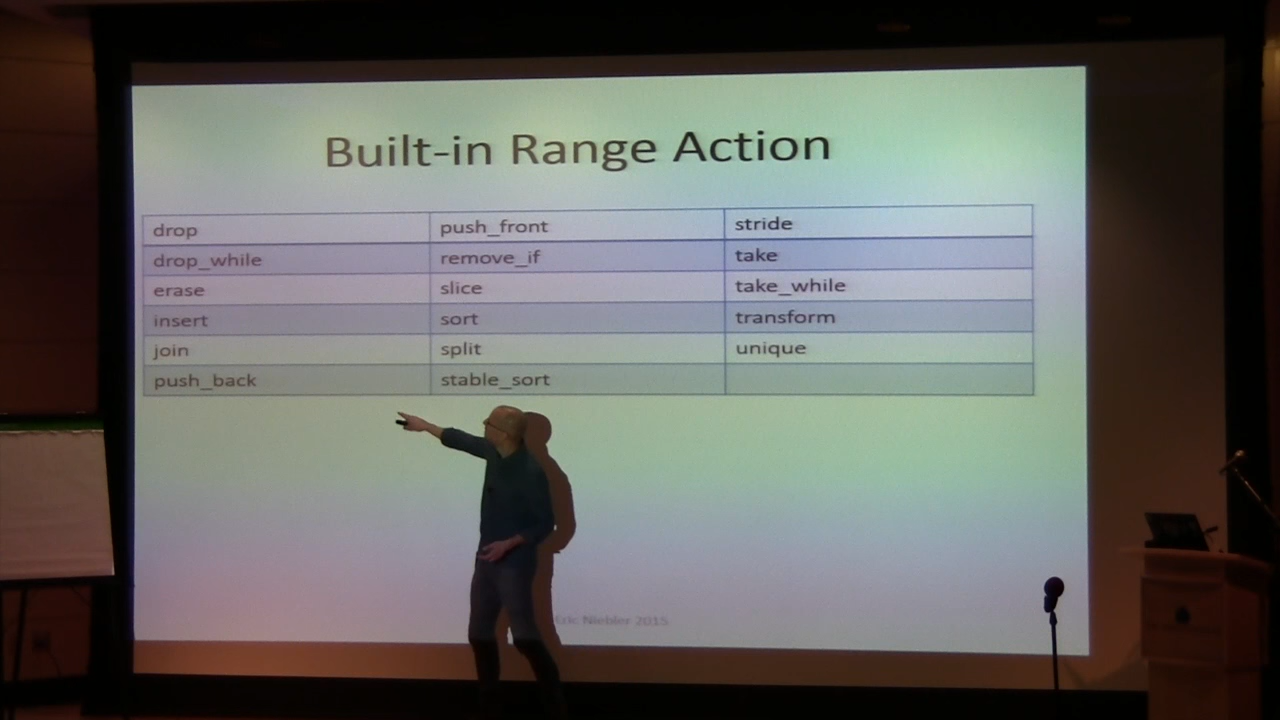 Built-in Range Action
drop push_front stride
drop_while remove_if take
erase slice take_while
insert sort transform
join split unique
push_back stable_sort
Eric Niebler 2015